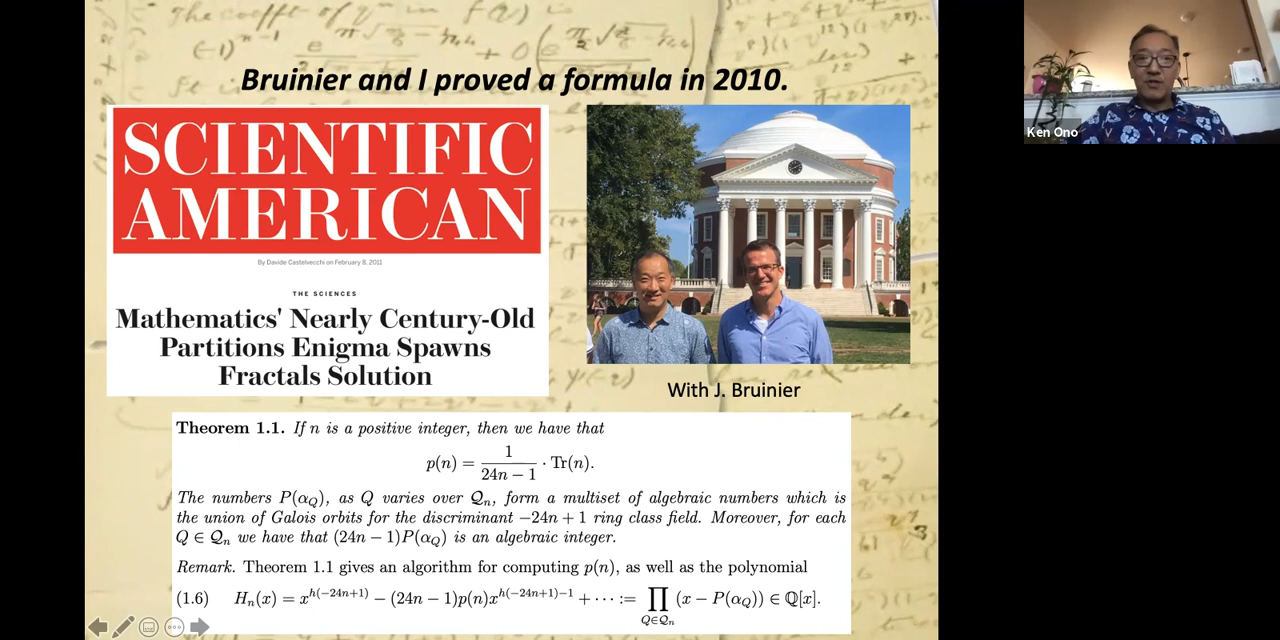 Bruinier and I proved a formula in 2010.
SCIENTIFIC
AMERICAN
By Davide Castelvecchi on February 8, 2011
THE SCIENCES
Mathematics' Nearly Century-Old
Partitions Enigma Spawns
Fractals Solution
With J. Bruinier
Theorem 1.1. If n is a positive integer, then we have that
p(n) = 1/(24n − 1) · Tr(n).
The numbers P(α_Q), as Q varies over 𝒬_n, form a multiset of algebraic numbers which is
the union of Galois orbits for the discriminant −24n + 1 ring class field. Moreover, for each
Q ∈ 𝒬_n we have that (24n − 1)P(α_Q) is an algebraic integer.
Remark. Theorem 1.1 gives an algorithm for computing p(n), as well as the polynomial
(1.6) H_n(x) = x^{h(−24n+1)} − (24n − 1)p(n)x^{h(−24n+1)−1} + ⋯ := ∏_{Q∈𝒬_n} (x − P(α_Q)) ∈ ℚ[x].
Ken Ono